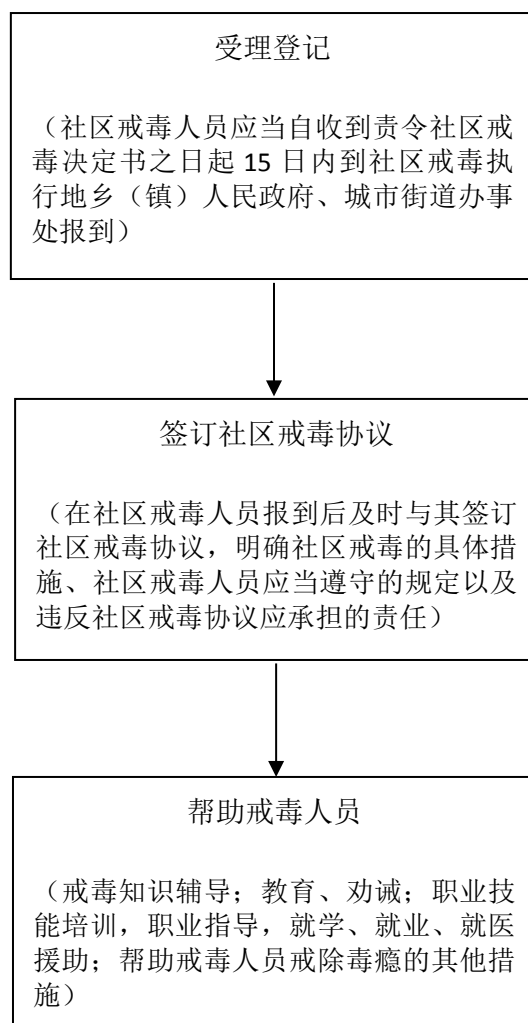 受理登记
（社区戒毒人员应当自收到责令社区戒
毒决定书之日起 15 日内到社区戒毒执
行地乡（镇）人民政府、城市街道办事
处报到）
签订社区戒毒协议
（在社区戒毒人员报到后及时与其签订
社区戒毒协议，明确社区戒毒的具体措
施、社区戒毒人员应当遵守的规定以及
违反社区戒毒协议应承担的责任）
帮助戒毒人员
（戒毒知识辅导；教育、劝诫；职业技
能培训，职业指导，就学、就业、就医
援助；帮助戒毒人员戒除毒瘾的其他措
施）